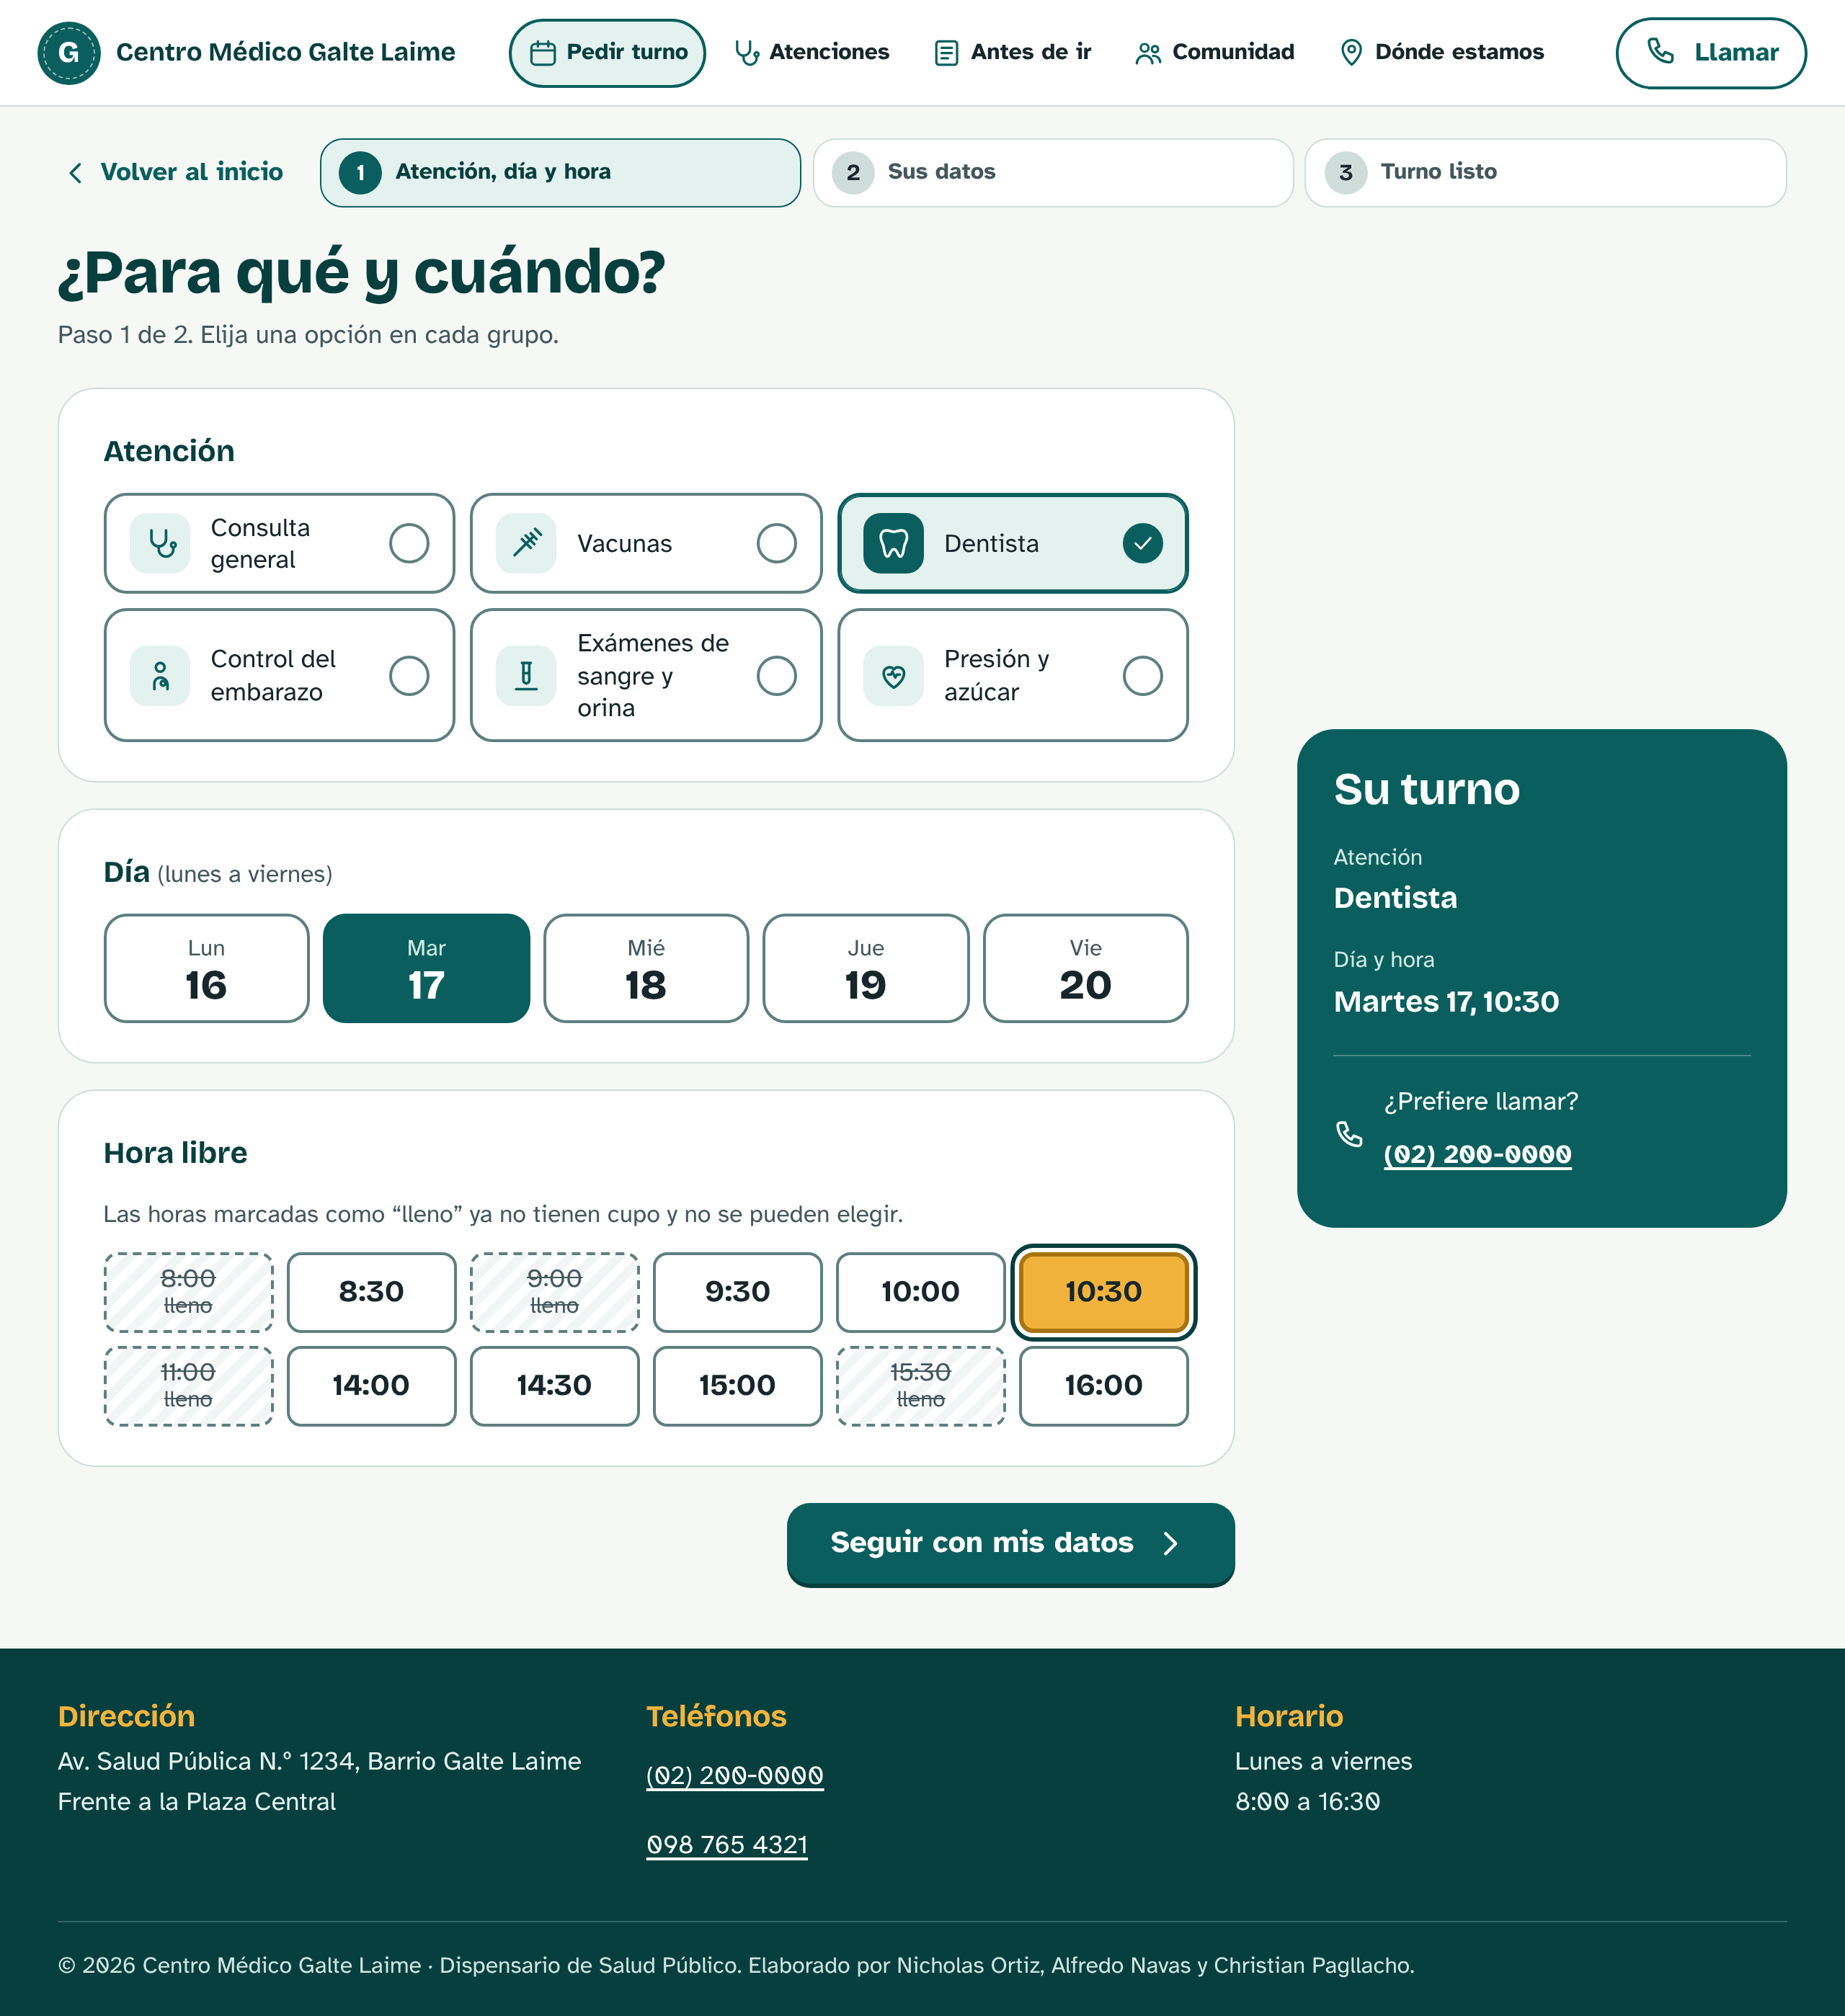 G
Centro Médico Galte Laime
Pedir turno
Atenciones
Antes de ir
Comunidad
Dónde estamos
Llamar
Volver al inicio
1 Atención, día y hora
2 Sus datos
3 Turno listo
¿Para qué y cuándo?
Paso 1 de 2. Elija una opción en cada grupo.
Atención
Consulta
general
Vacunas
Dentista
Control del
embarazo
Exámenes de
sangre y
orina
Presión y
azúcar
Día (lunes a viernes)
Lun
16
Mar
17
Mié
18
Jue
19
Vie
20
Hora libre
Las horas marcadas como “lleno” ya no tienen cupo y no se pueden elegir.
8:00
lleno
8:30
9:00
lleno
9:30
10:00
10:30
11:00
lleno
14:00
14:30
15:00
15:30
lleno
16:00
Seguir con mis datos
Su turno
Atención
Dentista
Día y hora
Martes 17, 10:30
¿Prefiere llamar?
(02) 200-0000
Dirección
Av. Salud Pública N.º 1234, Barrio Galte Laime
Frente a la Plaza Central
Teléfonos
(02) 200-0000
098 765 4321
Horario
Lunes a viernes
8:00 a 16:30
© 2026 Centro Médico Galte Laime · Dispensario de Salud Público. Elaborado por Nicholas Ortiz, Alfredo Navas y Christian Pagllacho.